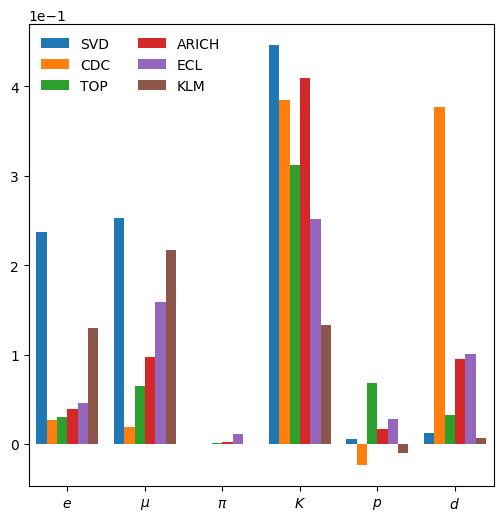 1e−1
SVD ARICH
CDC ECL
TOP KLM
4
3
2
1
0
e μ π K p d